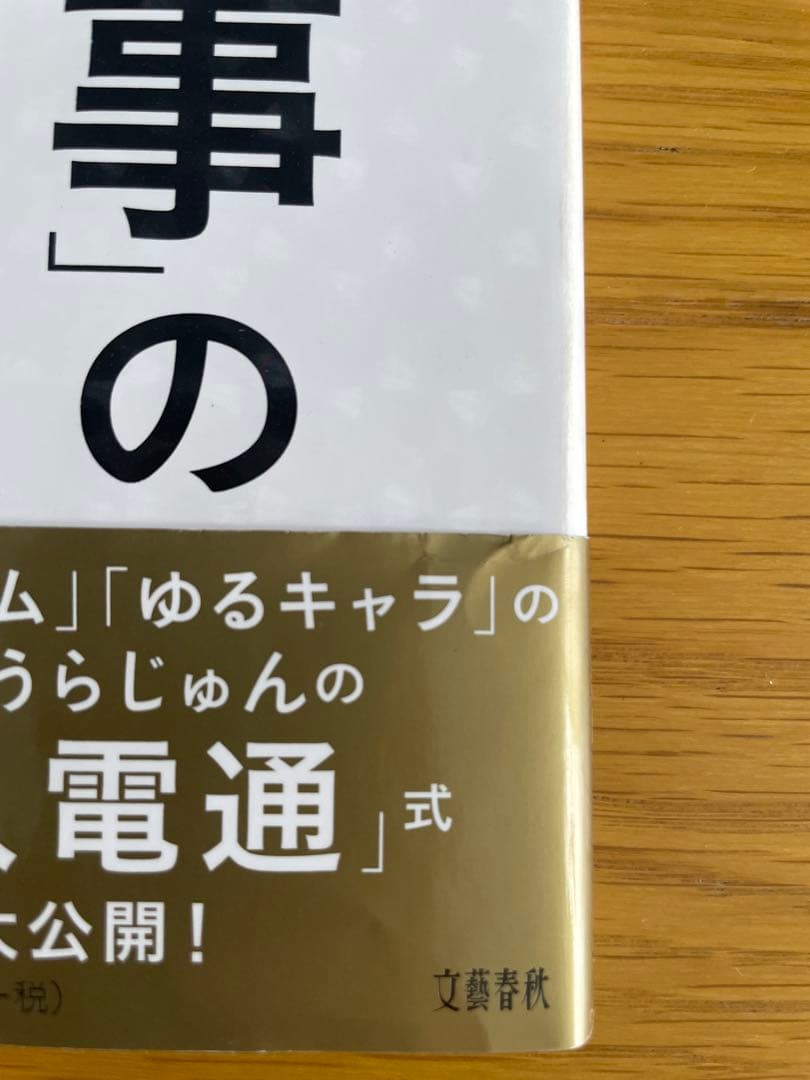 事」の
ム」「ゆるキャラ」の
うらじゅんの
電通」式
公開！
税）
文藝春秋